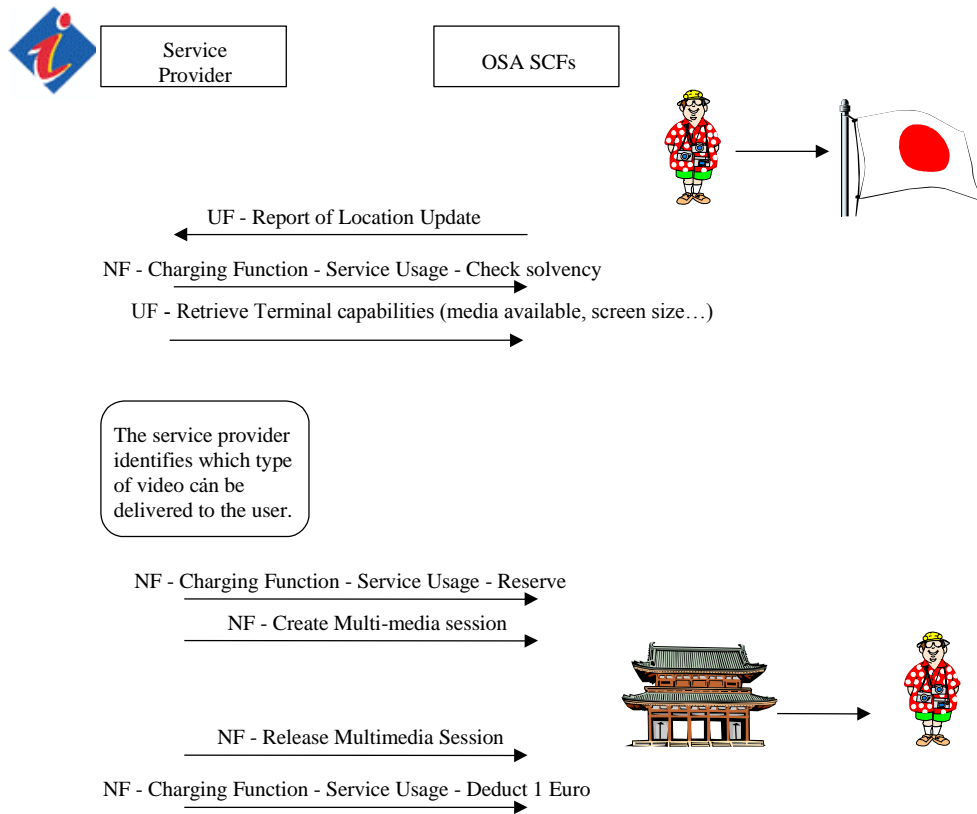 Service
Provider
OSA SCFs
UF - Report of Location Update
NF - Charging Function - Service Usage - Check solvency
UF - Retrieve Terminal capabilities (media available, screen size…)
The service provider
identifies which type
of video cán be
delivered to the user.
NF - Charging Function - Service Usage - Reserve
NF - Create Multi-media session
NF - Release Multimedia Session
NF - Charging Function - Service Usage - Deduct 1 Euro